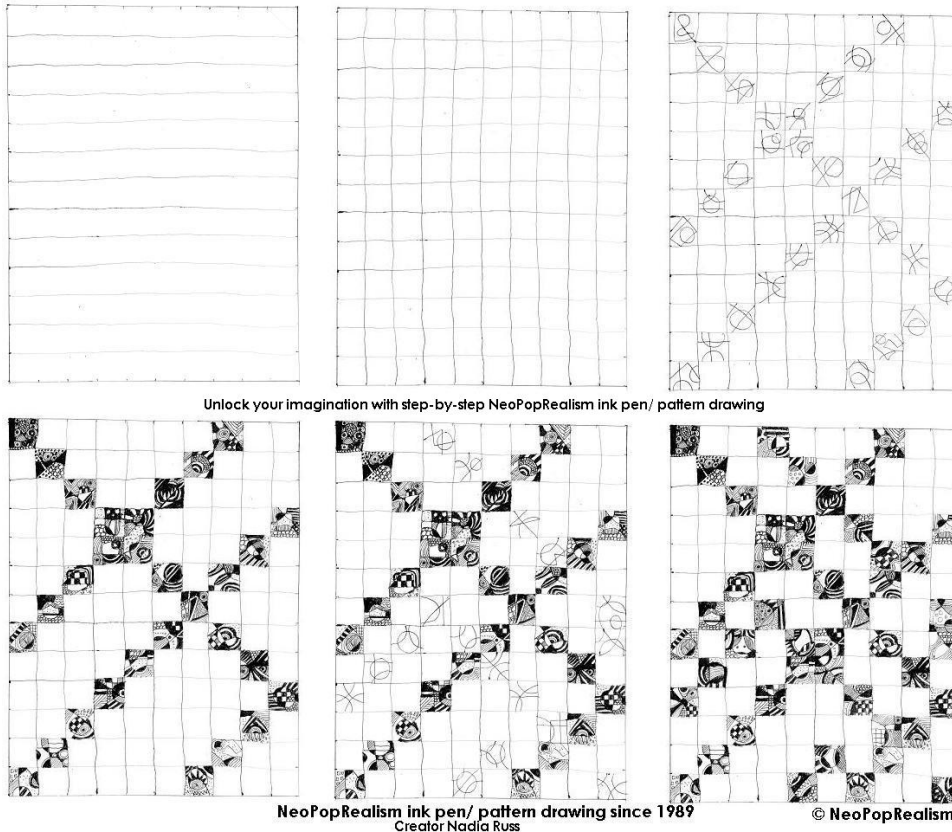 Unlock your imagination with step-by-step NeoPopRealism ink pen/ pattern drawing
NeoPopRealism ink pen/ pattern drawing since 1989
Creator Nadia Russ
© NeoPopRealism